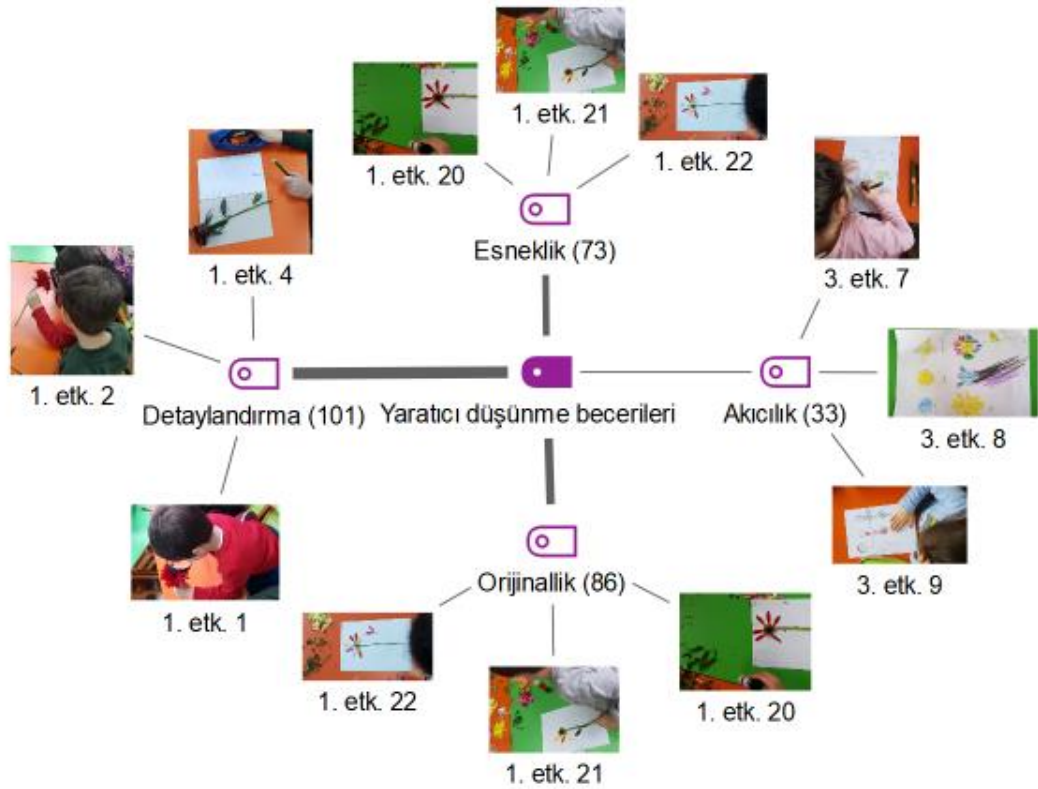 1. etk. 21
1. etk. 20
1. etk. 22
Esneklik (73)
3. etk. 7
1. etk. 4
1. etk. 2
Detaylandırma (101)
Yaratıcı düşünme becerileri
Akıcılık (33)
3. etk. 8
1. etk. 1
Orijinallik (86)
3. etk. 9
1. etk. 22
1. etk. 21
1. etk. 20